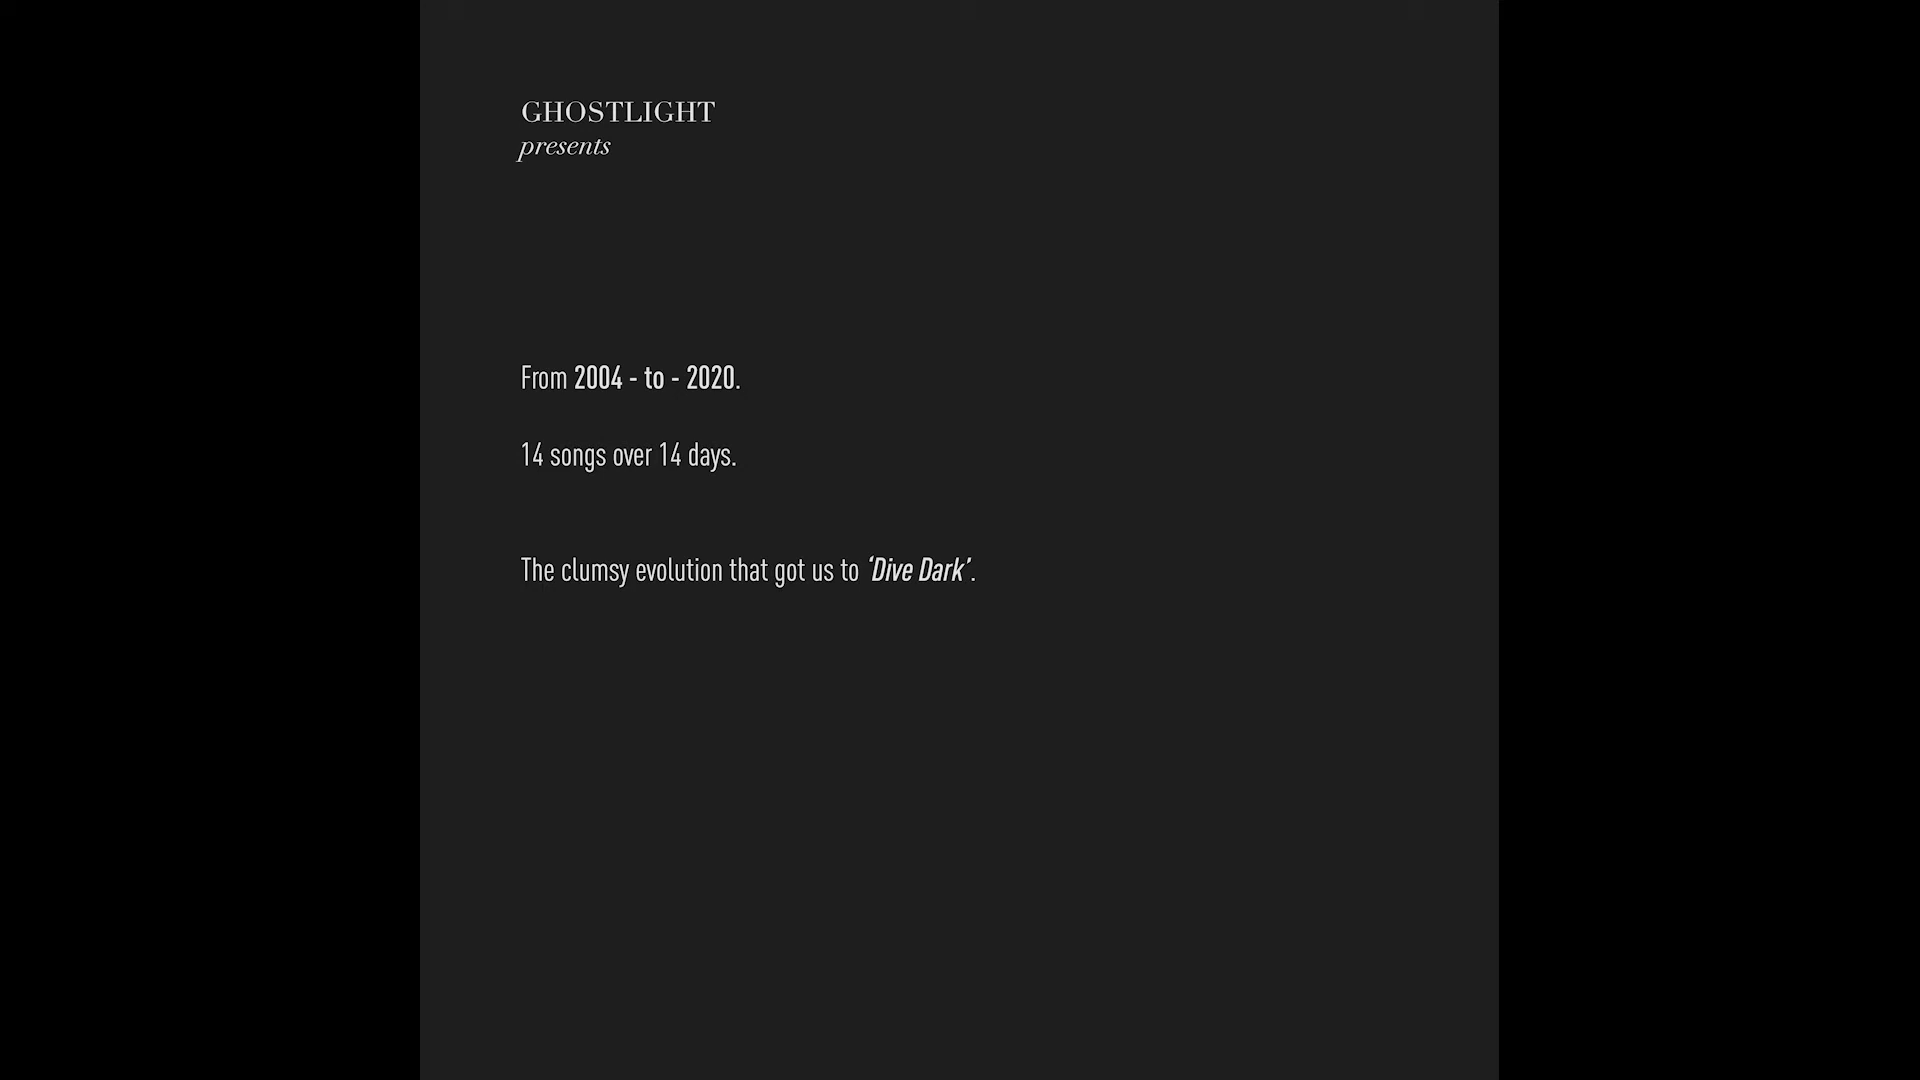 GHOSTLIGHT
presents
From 2004 - to - 2020.
14 songs over 14 days.
The clumsy evolution that got us to ‘Dive Dark’.